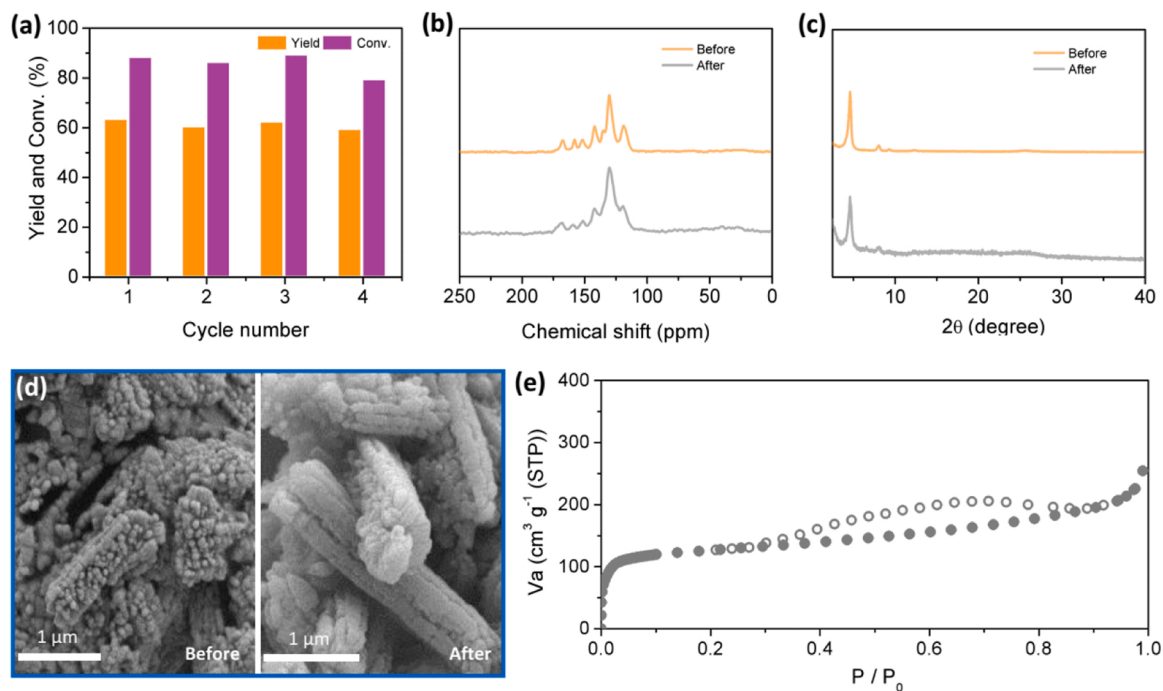 (a)
Yield Conv.
Yield and Conv. (%)
100
80
60
40
20
0
1 2 3 4
Cycle number
(b)
Before
After
250 200 150 100 50 0
Chemical shift (ppm)
(c)
Before
After
10 20 30 40
2θ (degree)
(d)
1 µm
Before
1 µm
After
(e)
Va (cm³ g⁻¹ (STP))
400
300
200
100
0
0.0 0.2 0.4 0.6 0.8 1.0
P / P₀